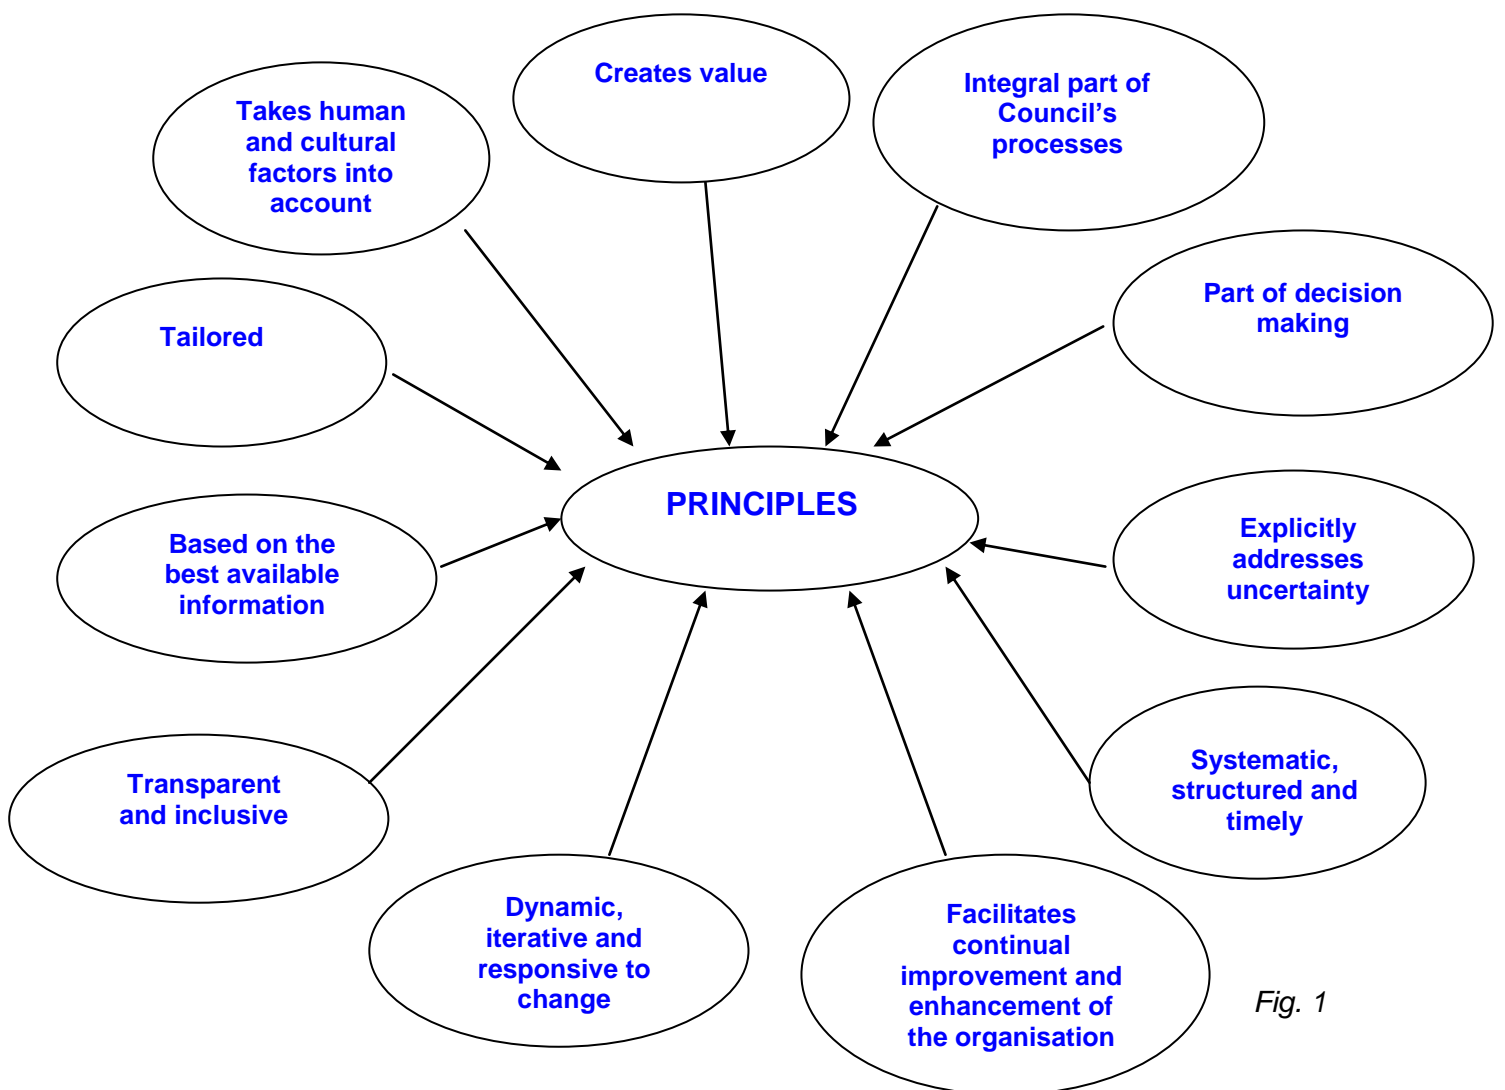 Creates value
Integral part of
Council's
processes
Takes human
and cultural
factors into
account
Part of decision
making
Tailored
PRINCIPLES
Explicitly
addresses
uncertainty
Based on the
best available
information
Systematic,
structured and
timely
Transparent
and inclusive
Dynamic,
iterative and
responsive to
change
Facilitates
continual
improvement and
enhancement of
the organisation
Fig. 1